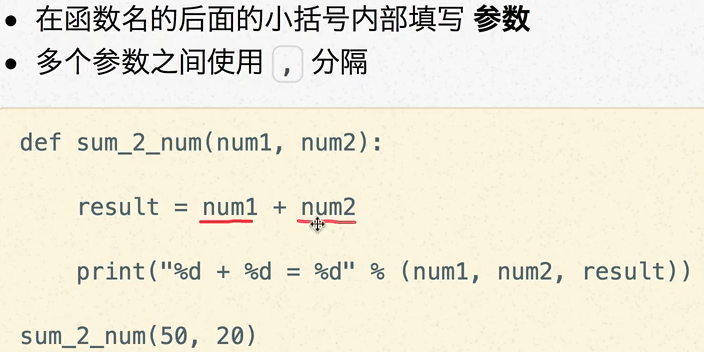 • 在函数名的后面的小括号内部填写 参数
• 多个参数之间使用 , 分隔
def sum_2_num(num1, num2):
    result = num1 + num2
    print("%d + %d = %d" % (num1, num2, result))
sum_2_num(50, 20)